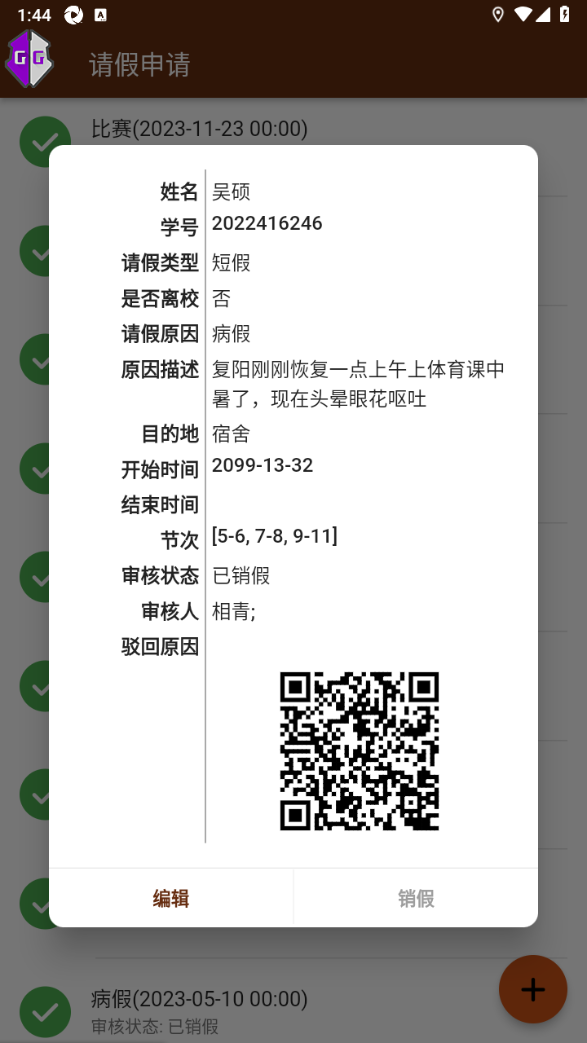 1:44
A
GG
请假申请
比赛(2023-11-23 00:00)
姓名 吴硕
学号 2022416246
请假类型 短假
是否离校 否
请假原因 病假
原因描述 复阳刚刚恢复一点上午上体育课中
暑了，现在头晕眼花呕吐
目的地 宿舍
开始时间 2099-13-32
结束时间
节次 [5-6, 7-8, 9-11]
审核状态 已销假
审核人 相青;
驳回原因
编辑 销假
病假(2023-05-10 00:00)
审核状态: 已销假